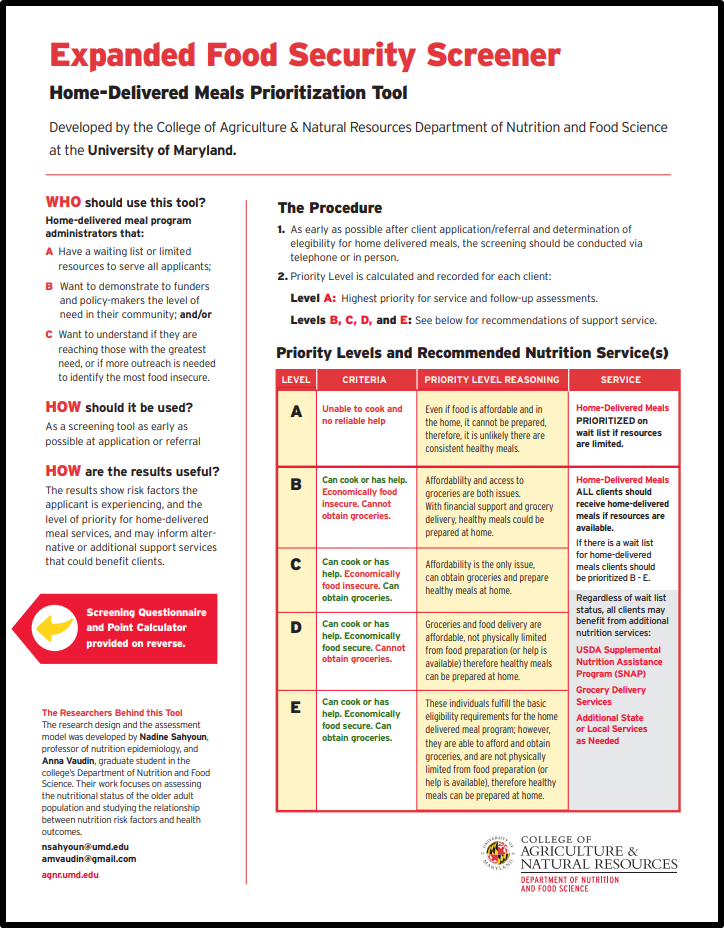 Expanded Food Security Screener
Home-Delivered Meals Prioritization Tool
Developed by the College of Agriculture & Natural Resources Department of Nutrition and Food Science
at the University of Maryland.
WHO should use this tool?
Home-delivered meal program
administrators that:
A Have a waiting list or limited
resources to serve all applicants;
B Want to demonstrate to funders
and policy-makers the level of
need in their community; and/or
C Want to understand if they are
reaching those with the greatest
need, or if more outreach is needed
to identify the most food insecure.
HOW should it be used?
As a screening tool as early as
possible at application or referral
HOW are the results useful?
The results show risk factors the
applicant is experiencing, and the
level of priority for home-delivered
meal services, and may inform alter-
native or additional support services
that could benefit clients.
Screening Questionnaire
and Point Calculator
provided on reverse.
The Researchers Behind this Tool
The research design and the assessment
model was developed by Nadine Sahyoun,
professor of nutrition epidemiology, and
Anna Vaudin, graduate student in the
college's Department of Nutrition and Food
Science. Their work focuses on assessing
the nutritional status of the older adult
population and studying the relationship
between nutrition risk factors and health
outcomes.
nsahyoun@umd.edu
amvaudin@gmail.com
agnr.umd.edu
The Procedure
1. As early as possible after client application/referral and determination of
elegibility for home delivered meals, the screening should be conducted via
telephone or in person.
2. Priority Level is calculated and recorded for each client:
Level A: Highest priority for service and follow-up assessments.
Levels B, C, D, and E: See below for recommendations of support service.
Priority Levels and Recommended Nutrition Service(s)
LEVEL CRITERIA PRIORITY LEVEL REASONING SERVICE
A
Unable to cook and
no reliable help
Even if food is affordable and in
the home, it cannot be prepared,
therefore, it is unlikely there are
consistent healthy meals.
Home-Delivered Meals
PRIORITIZED on
wait list if resources
are limited.
B
Can cook or has help.
Economically food
insecure. Cannot
obtain groceries.
Affordablilty and access to
groceries are both issues.
With financial support and grocery
delivery, healthy meals could be
prepared at home.
Home-Delivered Meals
ALL clients should
receive home-delivered
meals if resources are
available.
If there is a wait list
for home-delivered
meals clients should
be prioritized B - E.
C
Can cook or has
help. Economically
food insecure. Can
obtain groceries.
Affordability is the only issue,
can obtain groceries and prepare
healthy meals at home.
Regardless of wait list
status, all clients may
benefit from additional
nutrition services:
USDA Supplemental
Nutrition Assistance
Program (SNAP)
Grocery Delivery
Services
Additional State
or Local Services
as Needed
D
Can cook or has
help. Economically
food secure. Cannot
obtain groceries.
Groceries and food delivery are
affordable, not physically limited
from food preparation (or help is
available) therefore healthy meals
can be prepared at home.
E
Can cook or has
help. Economically
food secure. Can
obtain groceries.
These individuals fulfill the basic
eligibility requirements for the home
delivered meal program; however,
they are able to afford and obtain
groceries, and are not physically
limited from food preparation (or
help is available), therefore healthy
meals can be prepared at home.
UNIVERSITY OF
MARYLAND
COLLEGE OF
AGRICULTURE &
NATURAL RESOURCES
DEPARTMENT OF NUTRITION
AND FOOD SCIENCE